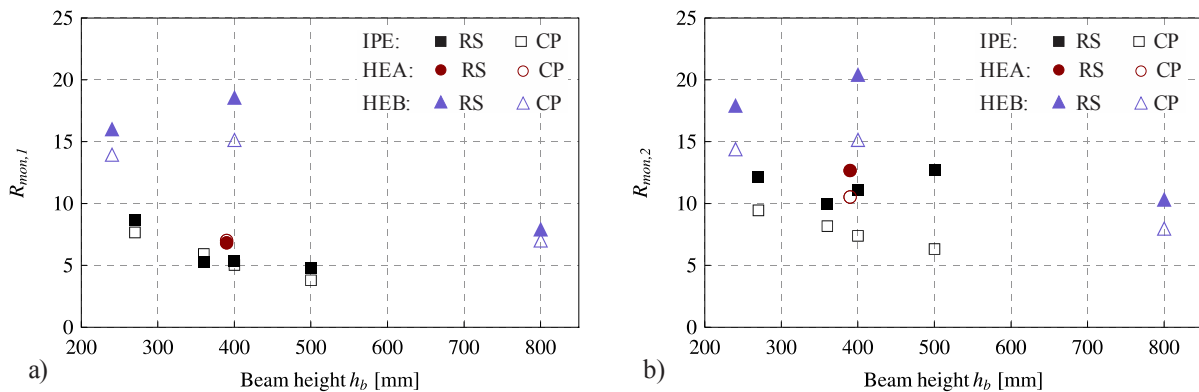 25
20
15
10
5
0
R_mon,1
IPE: RS CP
HEA: RS CP
HEB: RS CP
200 300 400 500 600 700 800
Beam height h_b [mm]
a)
25
20
15
10
5
0
R_mon,2
IPE: RS CP
HEA: RS CP
HEB: RS CP
200 300 400 500 600 700 800
Beam height h_b [mm]
b)